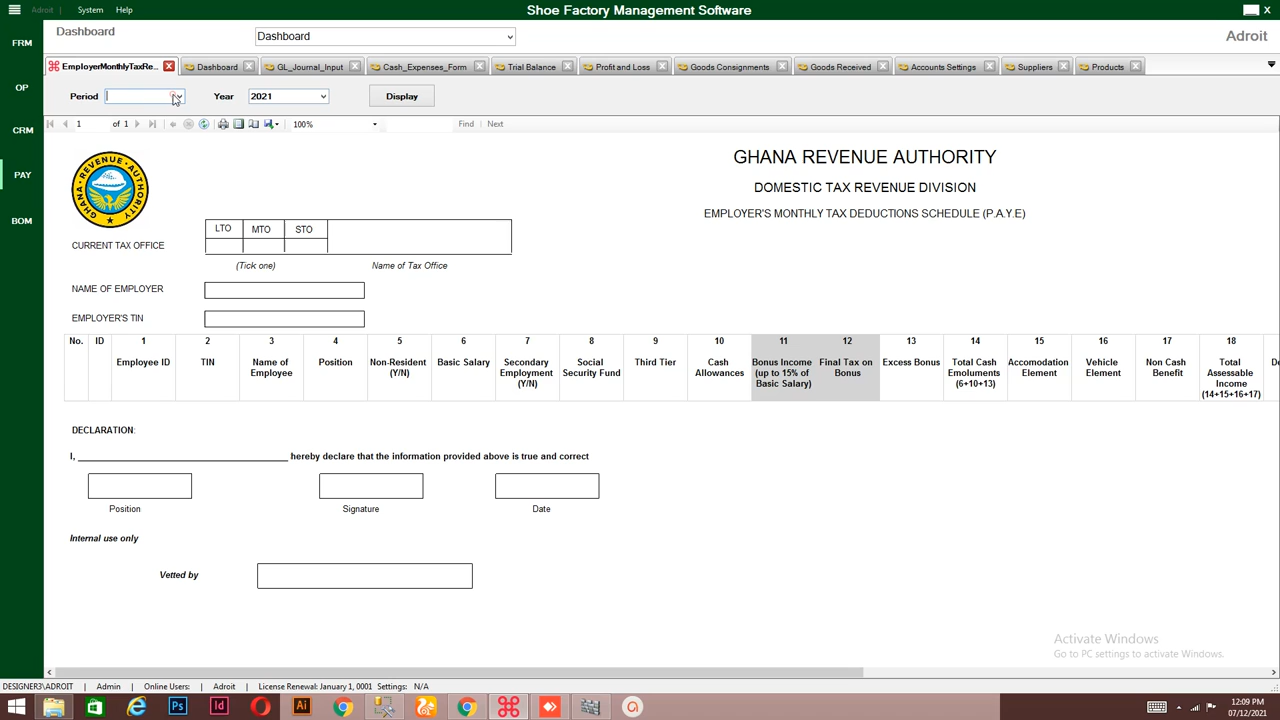 Adroit System Help Shoe Factory Management Software
Dashboard Dashboard Adroit
FRM
OP
CRM
PAY
BOM
EmployerMonthlyTaxRe... Dashboard GL_Journal_Input Cash_Expenses_Form Trial Balance Profit and Loss Goods Consignments Goods Received Accounts Settings Suppliers Products
Period Year 2021 Display
1 of 1 100% Find Next
GHANA REVENUE AUTHORITY
GHANA REVENUE AUTHORITY
DOMESTIC TAX REVENUE DIVISION
EMPLOYER'S MONTHLY TAX DEDUCTIONS SCHEDULE (P.A.Y.E)
LTO MTO STO
CURRENT TAX OFFICE
(Tick one) Name of Tax Office
NAME OF EMPLOYER
EMPLOYER'S TIN
No. ID 1 2 3 4 5 6 7 8 9 10 11 12 13 14 15 16 17 18
Employee ID TIN Name of Employee Position Non-Resident (Y/N) Basic Salary Secondary Employment (Y/N) Social Security Fund Third Tier Cash Allowances Bonus Income (up to 15% of Basic Salary) Final Tax on Bonus Excess Bonus Total Cash Emoluments (6+10+13) Accomodation Element Vehicle Element Non Cash Benefit Total Assessable Income (14+15+16+17)
DECLARATION:
I, ______________________________ hereby declare that the information provided above is true and correct
Position Signature Date
Internal use only
Vetted by
Activate Windows
Go to PC settings to activate Windows.
DESIGNER3\ADROIT Admin Online Users: Adroit License Renewal: January 1, 0001 Settings: N/A
Ps Id Ai
12:09 PM
07/12/2021